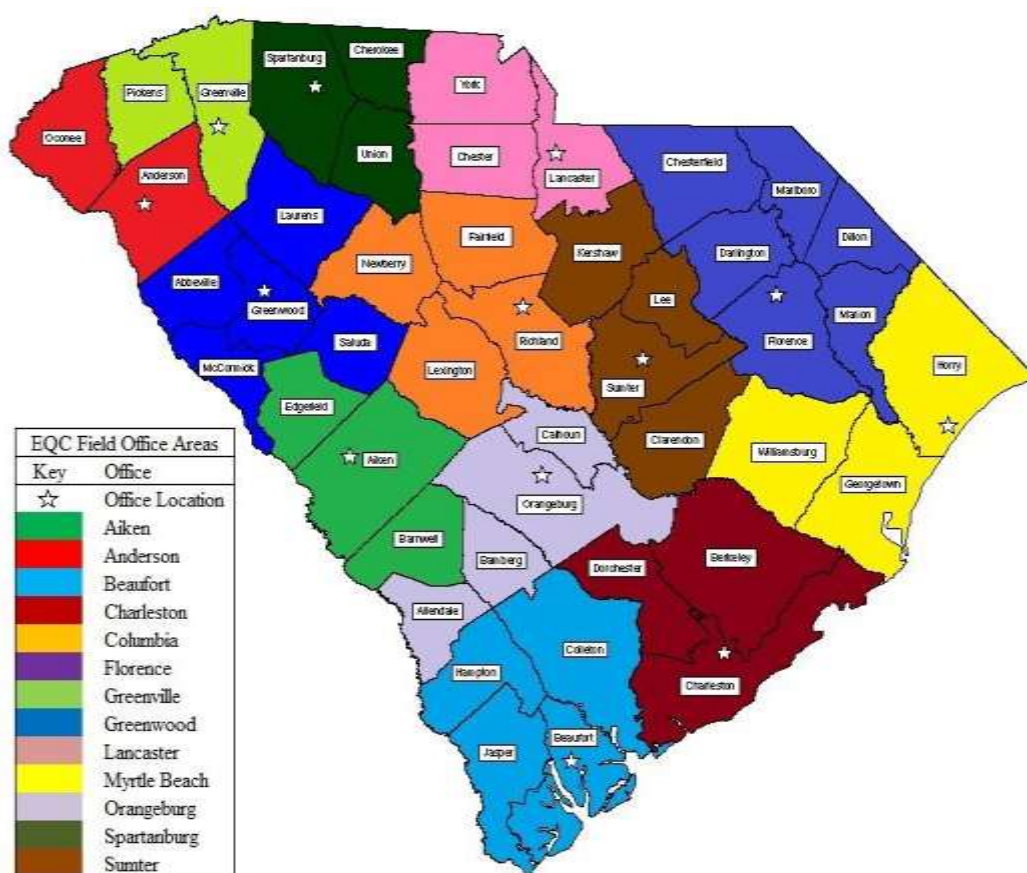 Cherokee
Spartanburg
York
Pickens
Greenville
Oconee
Union
Chester
Lancaster
Chesterfield
Anderson
Marlboro
Laurens
Fairfield
Dillon
Newberry
Kershaw
Darlington
Abbeville
Lee
Greenwood
Marion
Saluda
Richland
Florence
McCormick
Lexington
Horry
Sumter
Edgefield
Calhoun
Clarendon
Aiken
Williamsburg
Georgetown
Orangeburg
Barnwell
Bamberg
Berkeley
Dorchester
Allendale
Colleton
Hampton
Charleston
Beaufort
Jasper
EQC Field Office Areas
Key Office
Office Location
Aiken
Anderson
Beaufort
Charleston
Columbia
Florence
Greenville
Greenwood
Lancaster
Myrtle Beach
Orangeburg
Spartanburg
Sumter